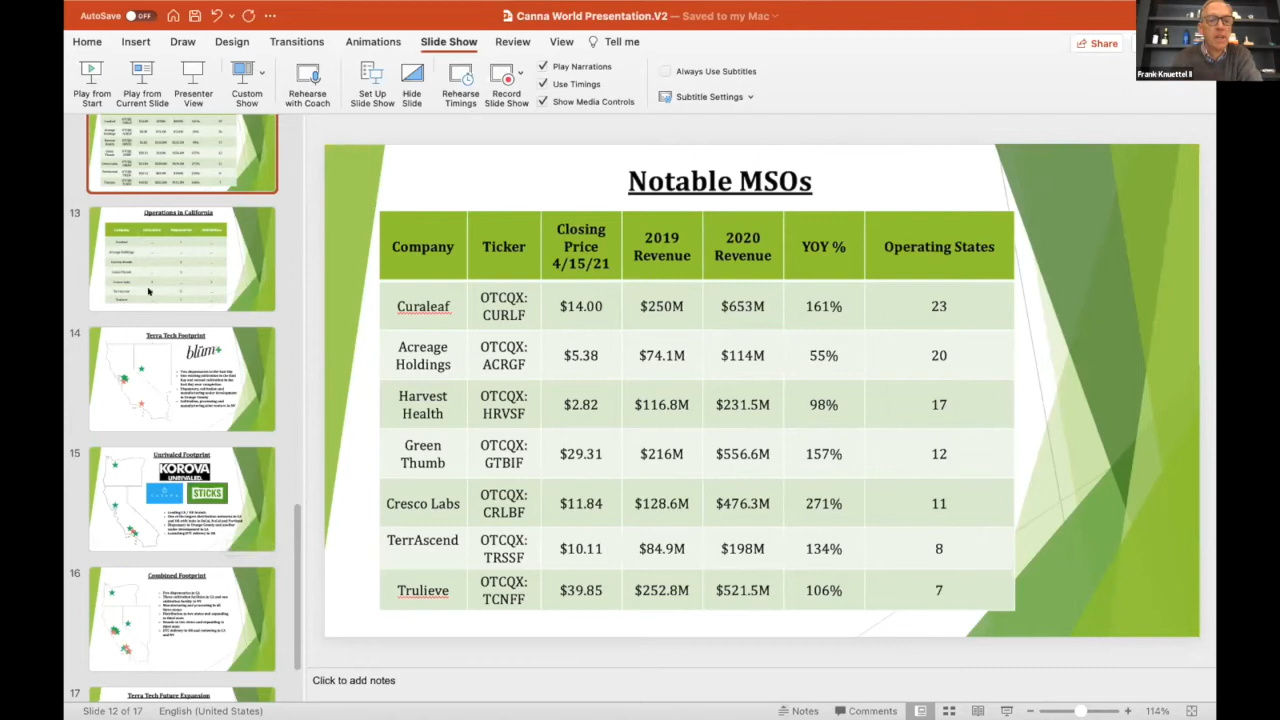 AutoSave OFF
Canna World Presentation.V2 — Saved to my Mac
Home Insert Draw Design Transitions Animations Slide Show Review View Tell me
Share
Frank Knuettel II
Play from Start
Play from Current Slide
Presenter View
Custom Show
Rehearse with Coach
Set Up Slide Show
Hide Slide
Rehearse Timings
Record Slide Show
Play Narrations
Use Timings
Show Media Controls
Always Use Subtitles
Subtitle Settings
13
Operations in California
14
Terra Tech Footprint
blüm
15
Unrivaled Footprint
KOROVA
UNRIVALED.
STICKS
16
Combined Footprint
17
Terra Tech Future Expansion
Notable MSOs
Company Ticker Closing Price 4/15/21 2019 Revenue 2020 Revenue YOY % Operating States
Curaleaf OTCQX: CURLF $14.00 $250M $653M 161% 23
Acreage Holdings OTCQX: ACRGF $5.38 $74.1M $114M 55% 20
Harvest Health OTCQX: HRVSF $2.82 $116.8M $231.5M 98% 17
Green Thumb OTCQX: GTBIF $29.31 $216M $556.6M 157% 12
Cresco Labs OTCQX: CRLBF $11.84 $128.6M $476.3M 271% 11
TerrAscend OTCQX: TRSSF $10.11 $84.9M $198M 134% 8
Trulieve OTCQX: TCNFF $39.85 $252.8M $521.5M 106% 7
Click to add notes
Slide 12 of 17 English (United States) Notes Comments 114%